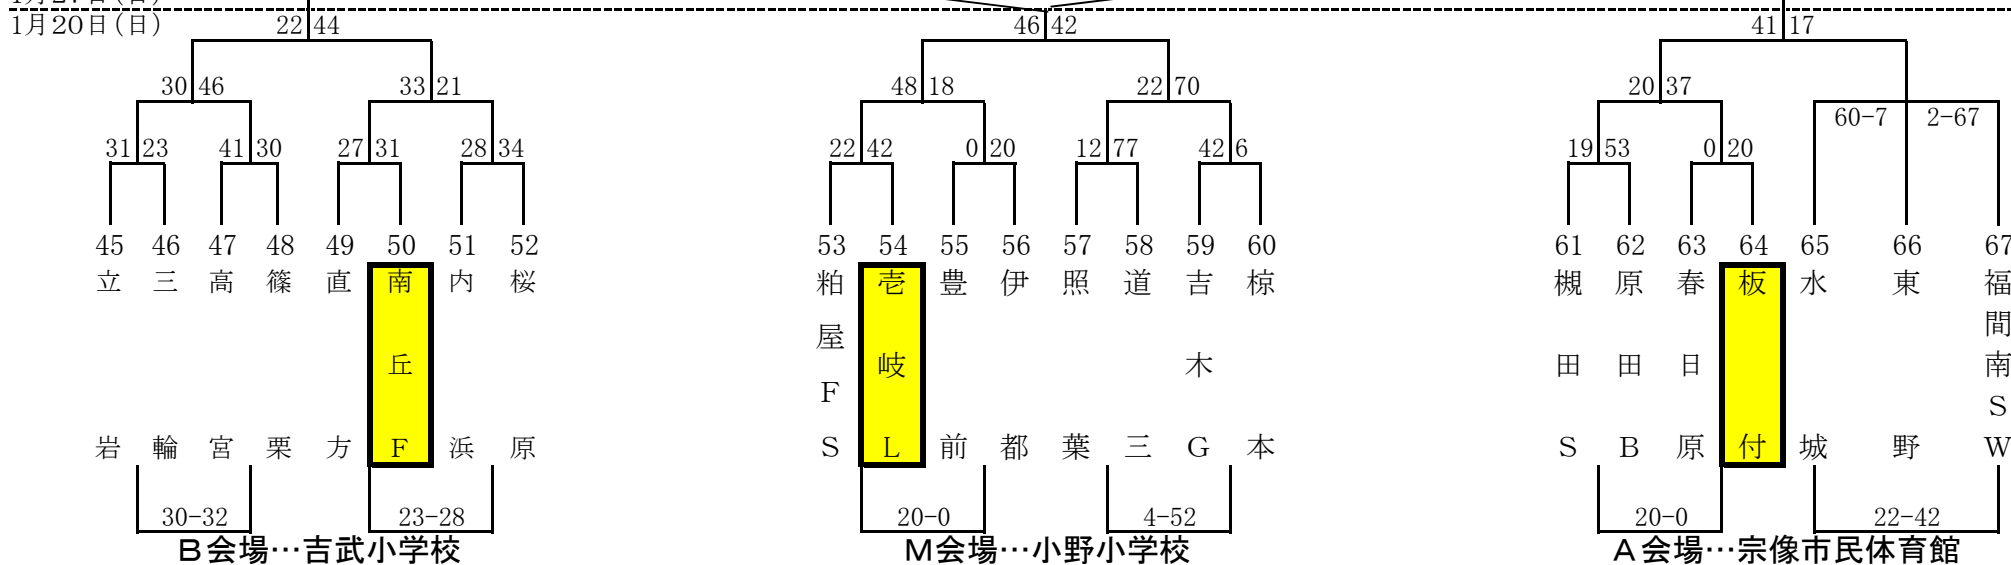 1月20日(日)
22 44
46 42
41 17
30 46
33 21
48 18
22 70
20 37
60-7
2-67
31 23
41 30
27 31
28 34
22 42
0 20
12 77
42 6
19 53
0 20
45 46 47 48 49 50 51 52
53 54 55 56 57 58 59 60
61 62 63 64 65 66 67
立岩
三輪
高宮
篠栗
直方
南丘F
内浜
桜原
粕屋FS
壱岐L
豊前
伊都
照葉
道三
吉木G
椋本
槻田S
原田B
春日原
板付
水城
東野
福間南SW
30-32
23-28
20-0
4-52
20-0
22-42
B会場…吉武小学校
M会場…小野小学校
A会場…宗像市民体育館